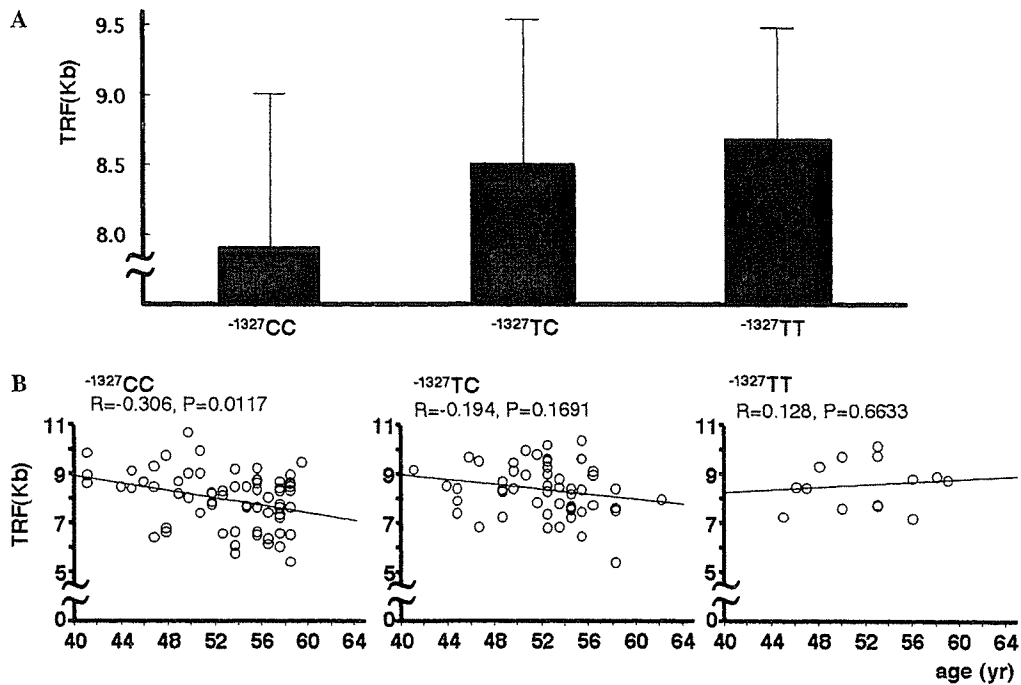 A
TRF(Kb)
9.5
9.0
8.5
8.0
-1327CC
-1327TC
-1327TT
B
-1327CC
R=-0.306, P=0.0117
-1327TC
R=-0.194, P=0.1691
-1327TT
R=0.128, P=0.6633
TRF(Kb)
11
9
7
5
0
40 44 48 52 56 60 64
11
9
7
5
0
40 44 48 52 56 60 64
11
9
7
5
0
40 44 48 52 56 60 64
age (yr)